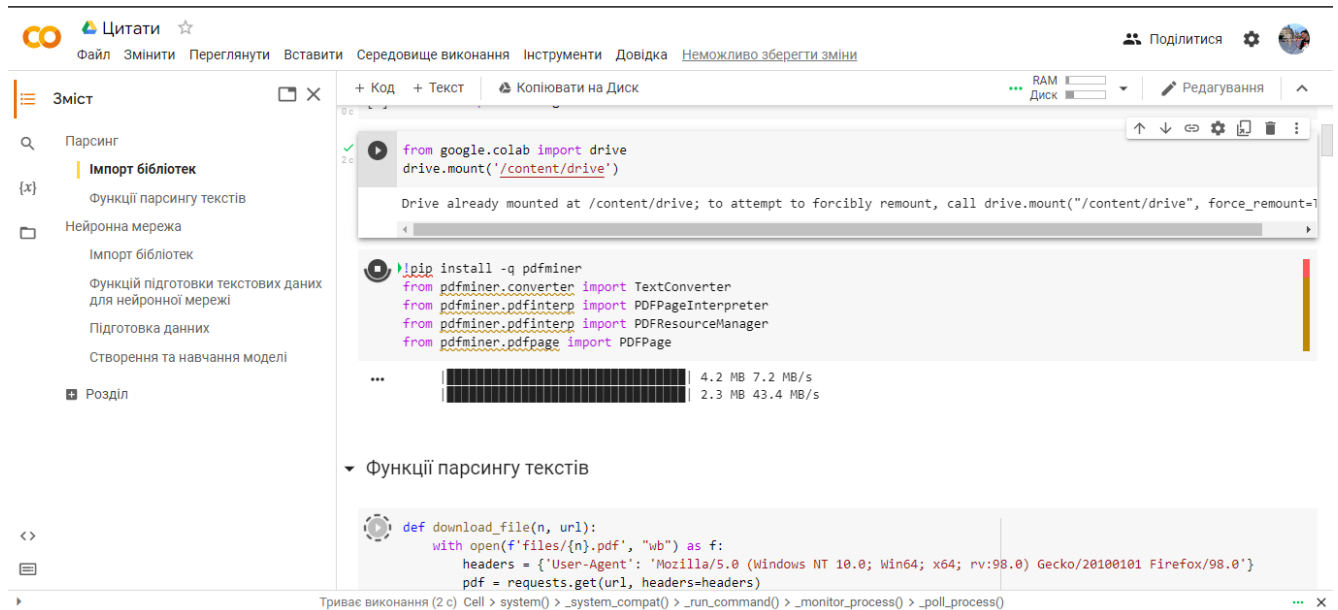 Цитати
Файл Змінити Переглянути Вставити Середовище виконання Інструменти Довідка Неможливо зберегти зміни
Поділитися
Зміст
+ Код + Текст Копіювати на Диск
RAM
Диск
Редагування
0 с
Парсинг
Імпорт бібліотек
Функції парсингу текстів
Нейронна мережа
Імпорт бібліотек
Функцій підготовки текстових даних
для нейронної мережі
Підготовка данних
Створення та навчання моделі
Розділ
{x}
<>
2 с
from google.colab import drive
drive.mount('/content/drive')
Drive already mounted at /content/drive; to attempt to forcibly remount, call drive.mount("/content/drive", force_remount=
!pip install -q pdfminer
from pdfminer.converter import TextConverter
from pdfminer.pdfinterp import PDFPageInterpreter
from pdfminer.pdfinterp import PDFResourceManager
from pdfminer.pdfpage import PDFPage
4.2 MB 7.2 MB/s
2.3 MB 43.4 MB/s
Функції парсингу текстів
def download_file(n, url):
with open(f'files/{n}.pdf', "wb") as f:
headers = {'User-Agent': 'Mozilla/5.0 (Windows NT 10.0; Win64; x64; rv:98.0) Gecko/20100101 Firefox/98.0'}
pdf = requests.get(url, headers=headers)
Триває виконання (2 с) Cell > system() > _system_compat() > _run_command() > _monitor_process() > _poll_process()